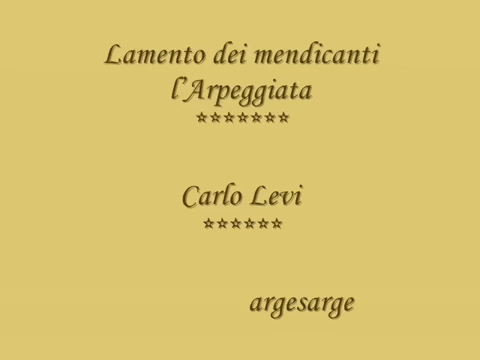 Lamento dei mendicanti
l'Arpeggiata
*******
Carlo Levi
******
argesarge